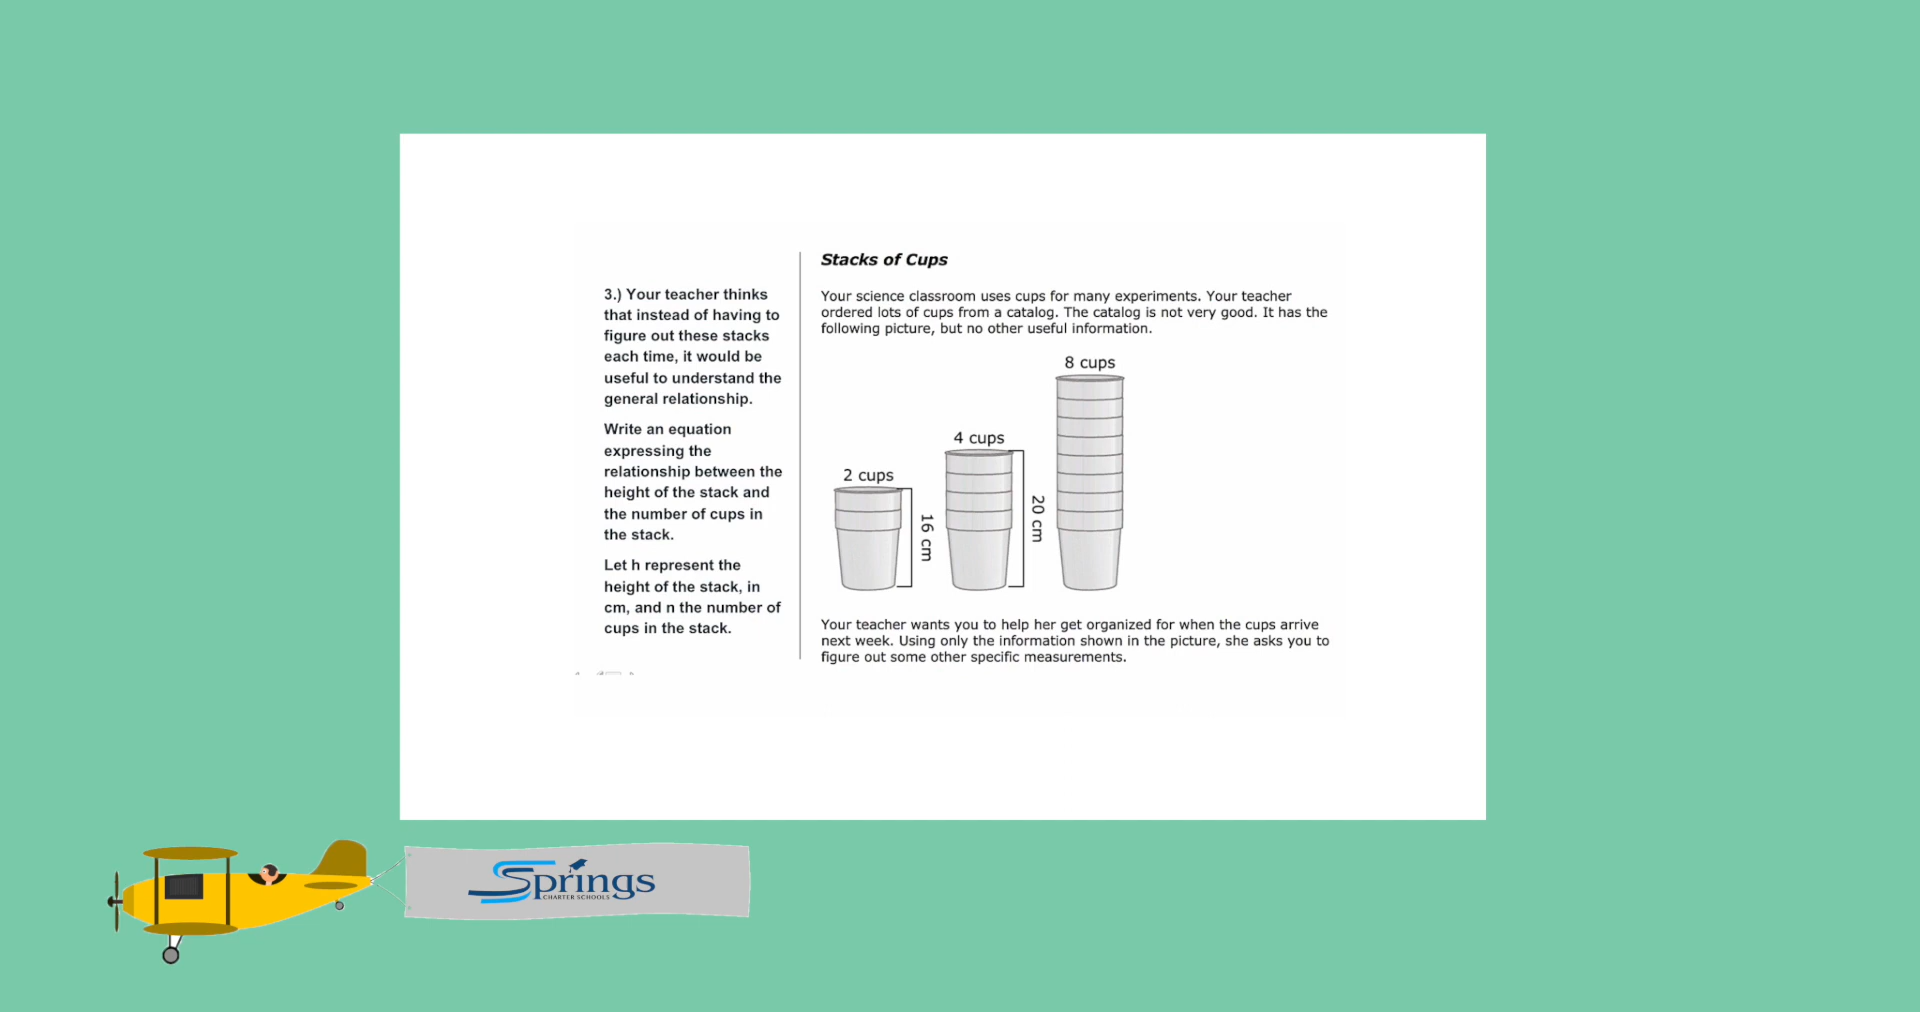 Stacks of Cups
3.) Your teacher thinks
that instead of having to
figure out these stacks
each time, it would be
useful to understand the
general relationship.
Write an equation
expressing the
relationship between the
height of the stack and
the number of cups in
the stack.
Let h represent the
height of the stack, in
cm, and n the number of
cups in the stack.
Your science classroom uses cups for many experiments. Your teacher
ordered lots of cups from a catalog. The catalog is not very good. It has the
following picture, but no other useful information.
8 cups
4 cups
2 cups
16 cm
20 cm
Your teacher wants you to help her get organized for when the cups arrive
next week. Using only the information shown in the picture, she asks you to
figure out some other specific measurements.
Springs
CHARTER SCHOOLS